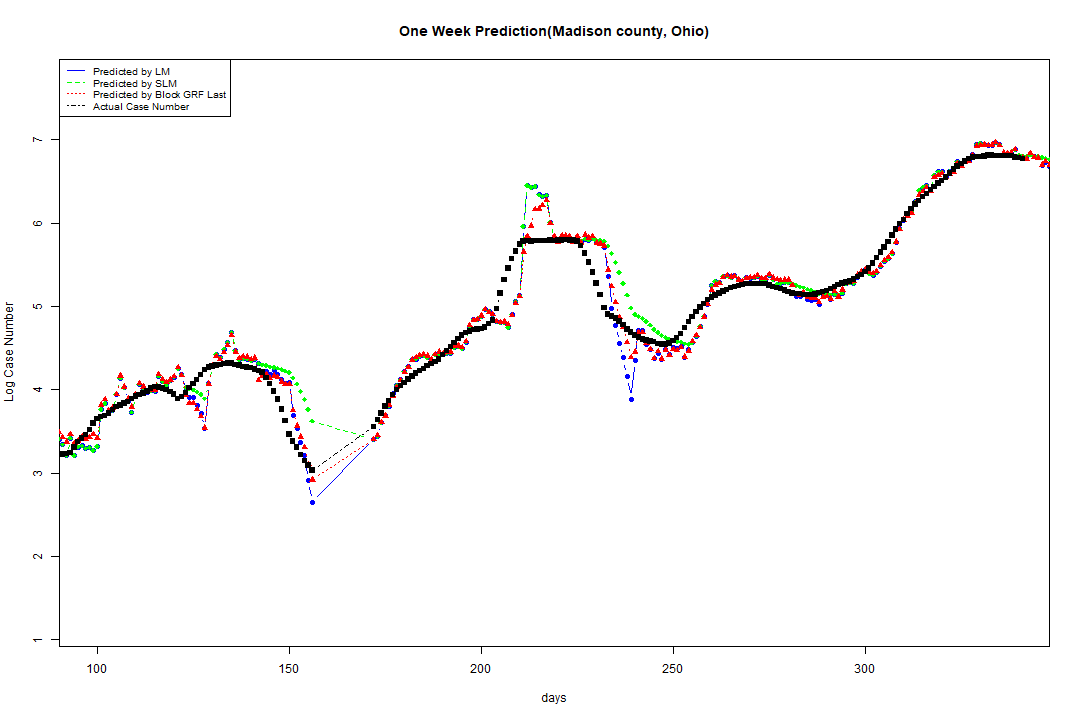 One Week Prediction(Madison county, Ohio)
Predicted by LM
Predicted by SLM
Predicted by Block GRF Last
Actual Case Number
Log Case Number
7
6
5
4
3
2
1
100 150 200 250 300
days